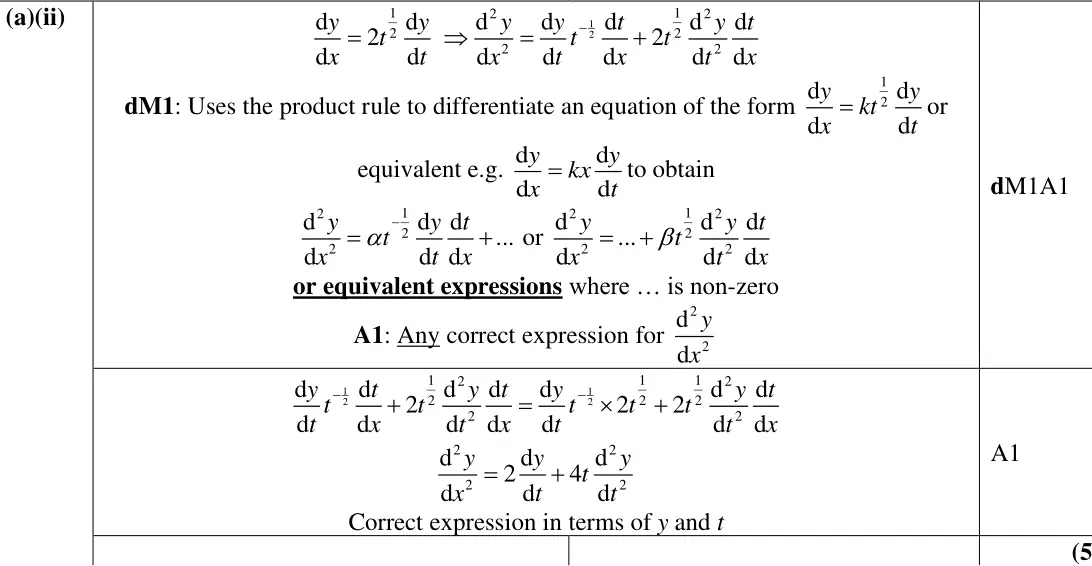 (a)(ii)
dy/dx = 2t^(1/2) dy/dt ⇒ d²y/dx² = dy/dt t^(-1/2) dt/dx + 2t^(1/2) d²y/dt² dt/dx
dM1: Uses the product rule to differentiate an equation of the form dy/dx = kt^(1/2) dy/dt or
equivalent e.g. dy/dx = kx dy/dt to obtain
d²y/dx² = αt^(-1/2) dy/dt dt/dx + ... or d²y/dx² = ... + βt^(1/2) d²y/dt² dt/dx
or equivalent expressions where … is non-zero
A1: Any correct expression for d²y/dx²
dM1A1
dy/dt t^(-1/2) dt/dx + 2t^(1/2) d²y/dt² dt/dx = dy/dt t^(-1/2) × 2t^(1/2) + 2t^(1/2) d²y/dt² dt/dx
d²y/dx² = 2 dy/dt + 4t d²y/dt²
Correct expression in terms of y and t
A1
(5